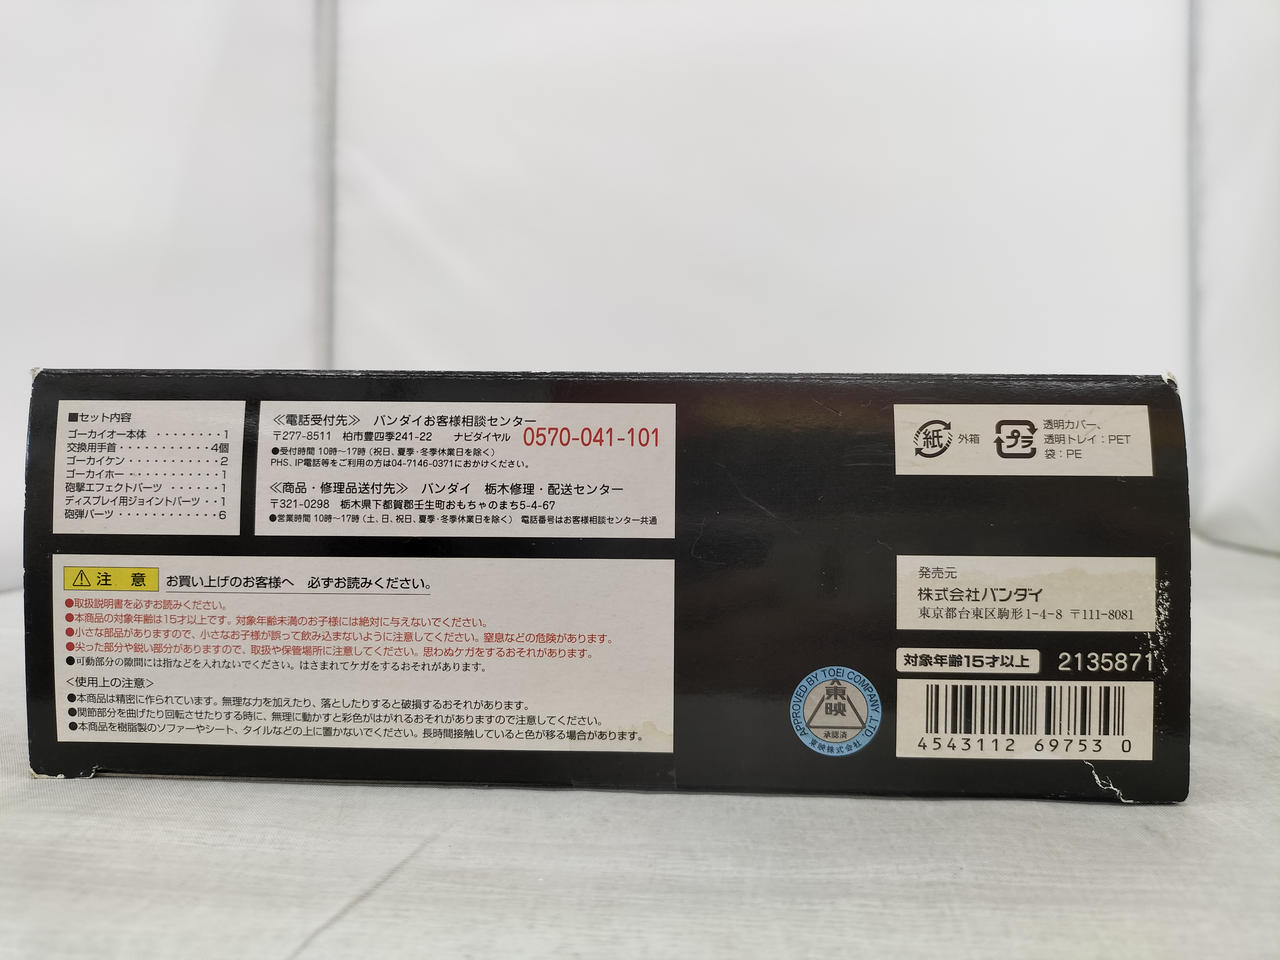 ■セット内容
ゴーカイオー本体・・・・・・・・1
交換用手首・・・・・・・・・・・4個
ゴーカイケン・・・・・・・・・・2
ゴーカイホー・・・・・・・・・・1
砲撃エフェクトパーツ・・・・・1
ディスプレイ用ジョイントパーツ・・1
砲弾パーツ・・・・・・・・・・・6
≪電話受付先≫ バンダイお客様相談センター
〒277-8511 柏市豊四季241-22 ナビダイヤル 0570-041-101
●受付時間 10時〜17時（祝日、夏季・冬季休業日を除く）
PHS、IP電話等をご利用の方は04-7146-0371におかけください。
≪商品・修理品送付先≫ バンダイ 栃木修理・配送センター
〒321-0298 栃木県下都賀郡壬生町おもちゃのまち5-4-67
●営業時間 10時〜17時（土、日、祝日、夏季・冬季休業日を除く） 電話番号はお客様相談センター共通
注 意 お買い上げのお客様へ 必ずお読みください。
●取扱説明書を必ずお読みください。
●本商品の対象年齢は15才以上です。対象年齢未満のお子様には絶対に与えないでください。
●小さな部品がありますので、小さなお子様が誤って飲み込まないように注意してください。窒息などの危険があります。
●尖った部分や鋭い部分がありますので、取扱や保管場所に注意してください。思わぬケガをするおそれがあります。
●可動部分の隙間には指などを入れないでください。はさまれてケガをするおそれがあります。
〈使用上の注意〉
●本商品は精密に作られています。無理な力を加えたり、落としたりすると破損するおそれがあります。
●関節部分を曲げたり回転させたりする時に、無理に動かすと彩色がはがれるおそれがありますので注意してください。
●本商品を樹脂製のソファーやシート、タイルなどの上に置かないでください。長時間接触していると色が移る場合があります。
紙 外箱
プラ
透明カバー、
透明トレイ：PET
袋：PE
発売元
株式会社バンダイ
東京都台東区駒形1-4-8 〒111-8081
対象年齢15才以上 2135871
APPROVED BY TOEI COMPANY,LTD.
東映
承認済
東映株式会社
4543112 69753 0